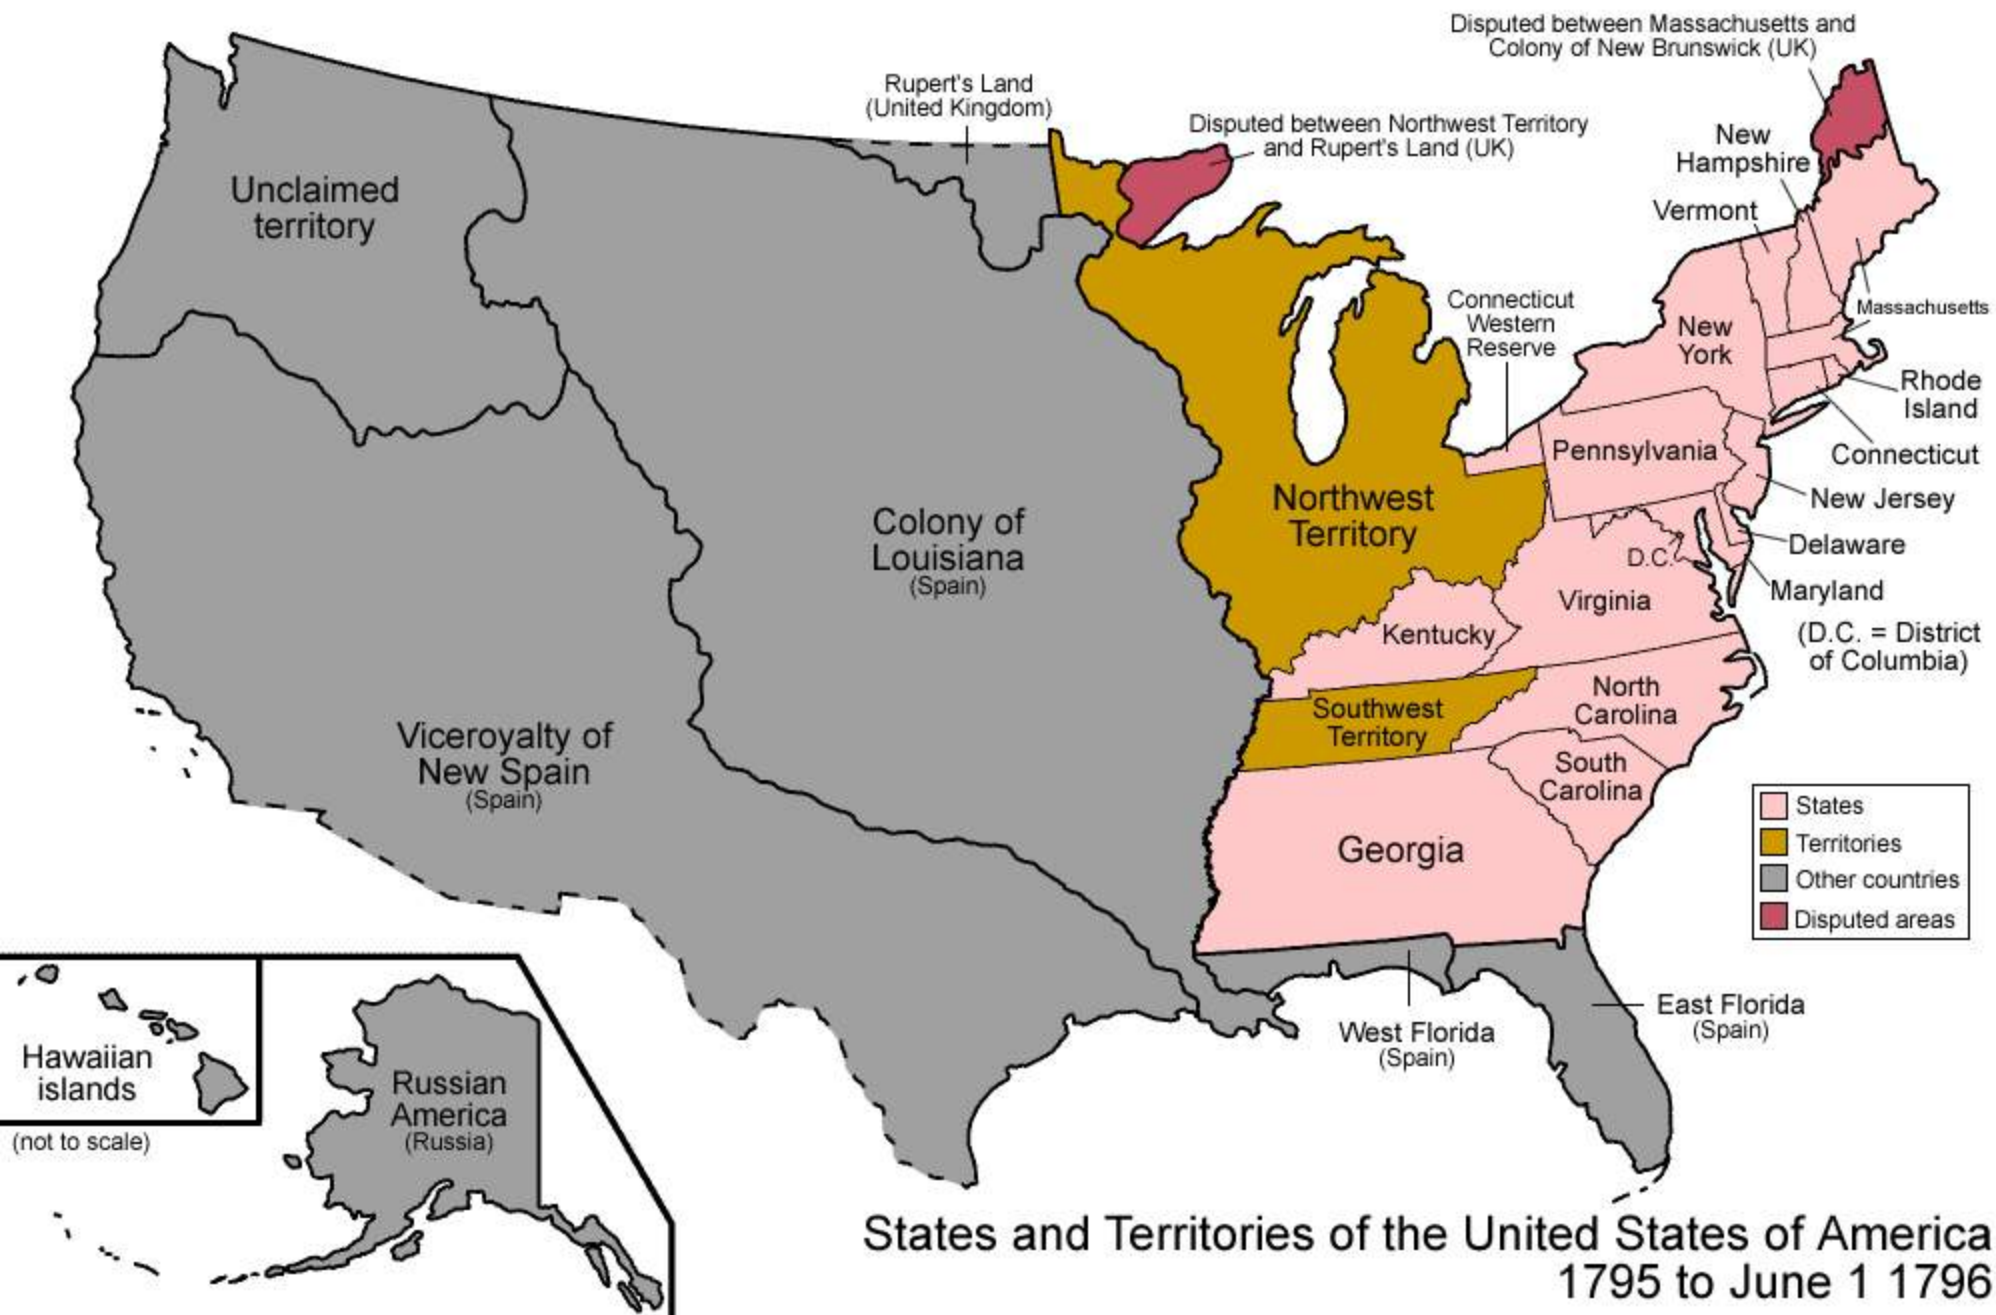 Disputed between Massachusetts and
Colony of New Brunswick (UK)
Rupert's Land
(United Kingdom)
Disputed between Northwest Territory
and Rupert's Land (UK)
New
Hampshire
Vermont
Unclaimed
territory
Connecticut
Western
Reserve
Massachusetts
New
York
Rhode
Island
Pennsylvania
Connecticut
New Jersey
Northwest
Territory
Colony of
Louisiana
(Spain)
D.C.
Delaware
Maryland
Virginia
(D.C. = District
of Columbia)
Kentucky
North
Carolina
Southwest
Territory
Viceroyalty of
New Spain
(Spain)
South
Carolina
Georgia
States
Territories
Other countries
Disputed areas
East Florida
(Spain)
West Florida
(Spain)
Hawaiian
islands
(not to scale)
Russian
America
(Russia)
States and Territories of the United States of America
1795 to June 1 1796